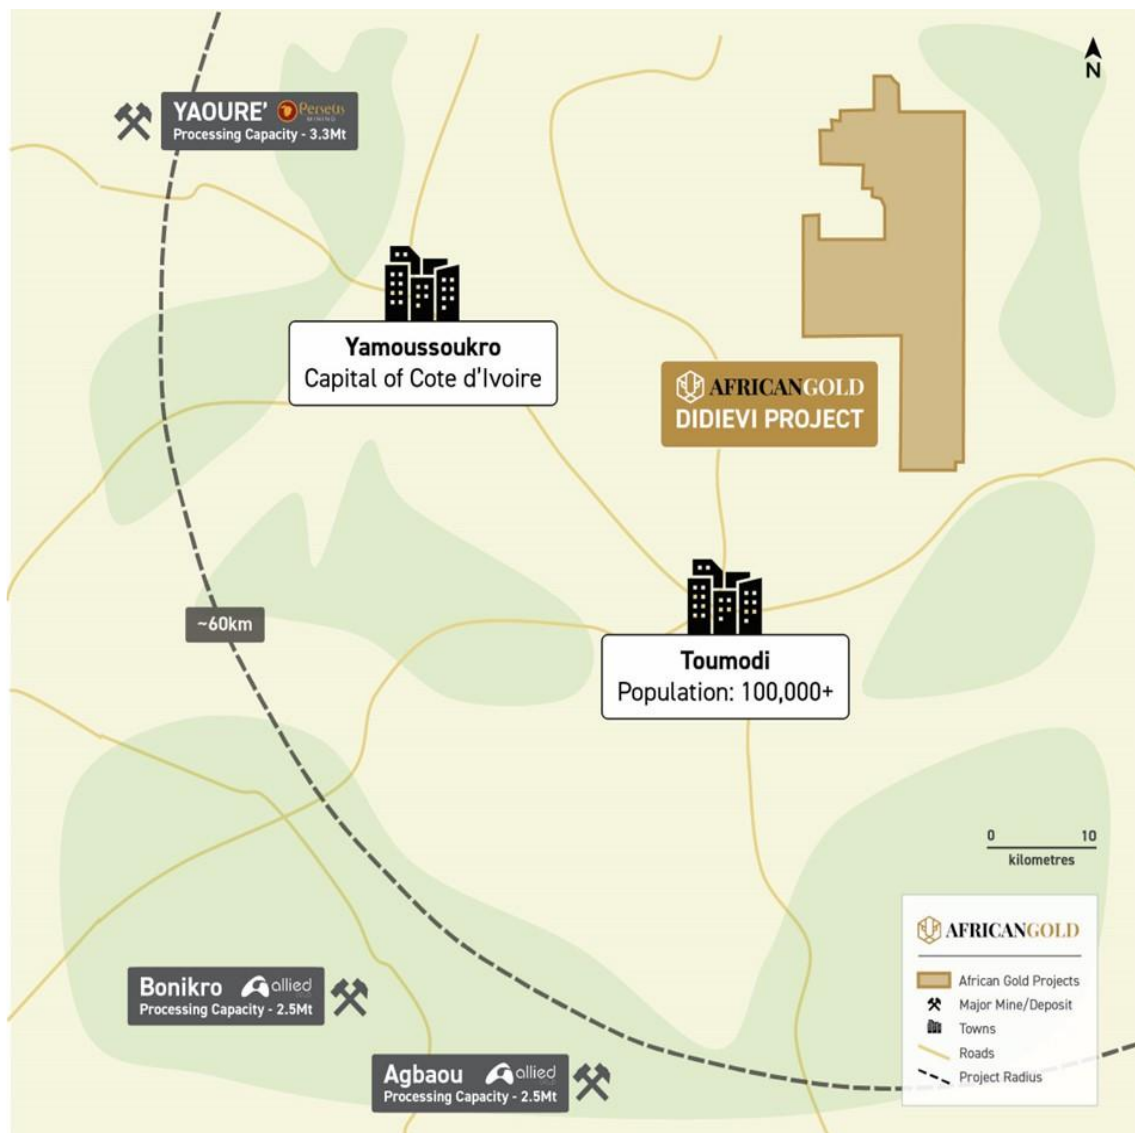 N
YAOURE’ Perseus
MINING
Processing Capacity - 3.3Mt
Yamoussoukro
Capital of Cote d'Ivoire
AFRICANGOLD
DIDIEVI PROJECT
~60km
Toumodi
Population: 100,000+
0 10
kilometres
AFRICANGOLD
African Gold Projects
Major Mine/Deposit
Towns
Roads
Project Radius
Bonikro allied
Processing Capacity - 2.5Mt
Agbaou allied
Processing Capacity - 2.5Mt